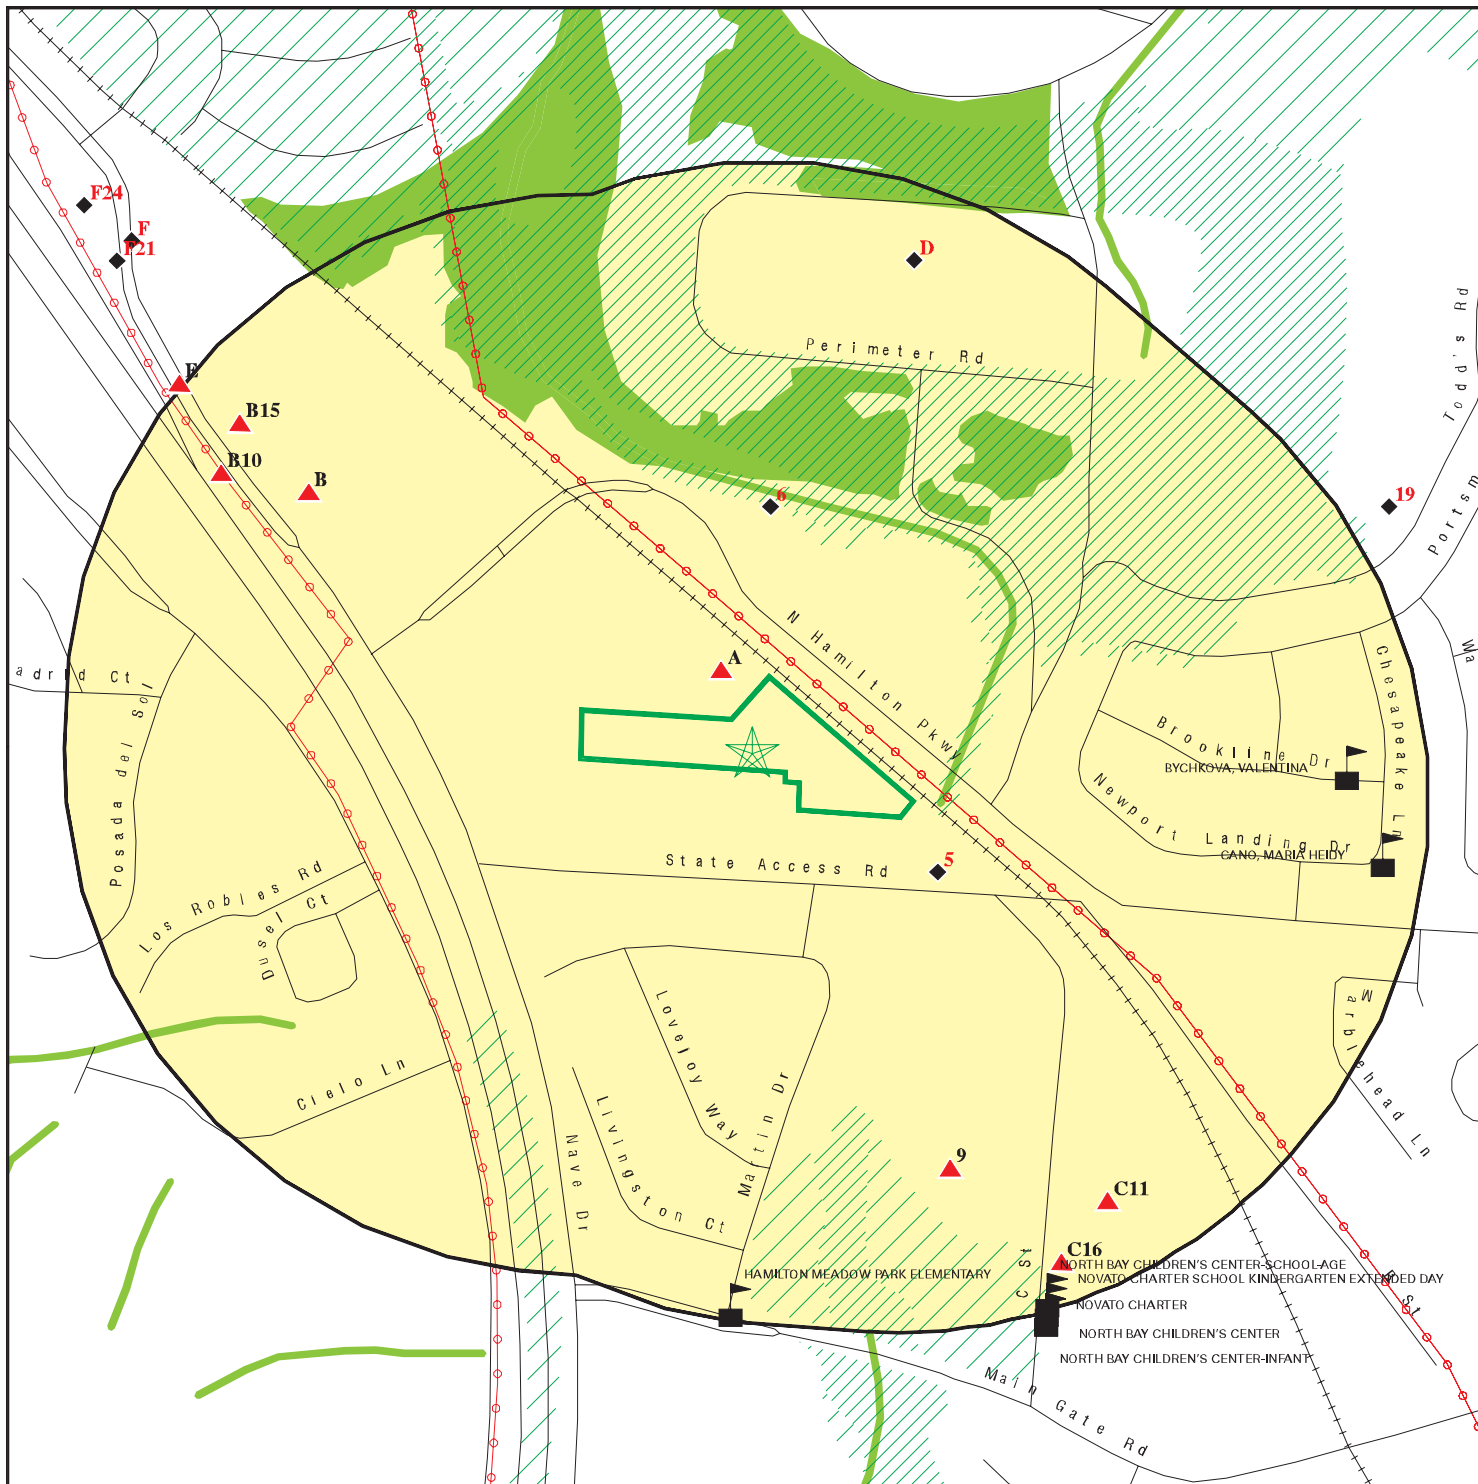 F24
F
F21
D
Todd's Rd
Perimeter Rd
E
B15
B10
B
6
19
Portsm
N Hamilton Pkwy
A
adrid Ct
Posada del Sol
Wa
Chesapeake Ln
Brookline Dr
BYCHKOVA, VALENTINA
Newport Landing Dr
CANO, MARIA HEIDY
State Access Rd
5
Los Robles Rd
Dusel Ct
Lovejoy Way
Marblehead Ln
Cielo Ln
Livingston Ct
Martin Dr
Nave Dr
9
C11
C16
C St
NORTH BAY CHILDREN'S CENTER-SCHOOL-AGE
HAMILTON MEADOW PARK ELEMENTARY
NOVATO CHARTER SCHOOL KINDERGARTEN EXTENDED DAY
B St
NOVATO CHARTER
NORTH BAY CHILDREN'S CENTER
NORTH BAY CHILDREN'S CENTER-INFANT
Main Gate Rd